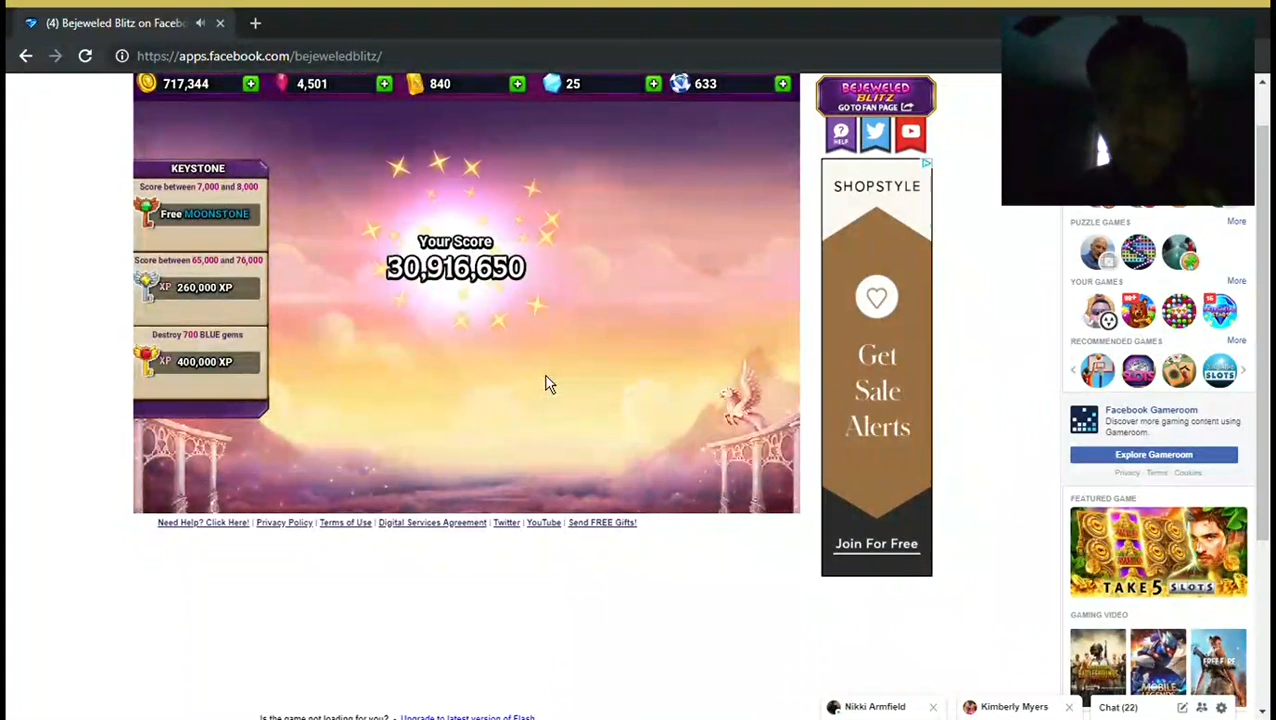 (4) Bejeweled Blitz on Facebo
https://apps.facebook.com/bejeweledblitz/
717,344
4,501
840
25
633
BEJEWELED
BLITZ
GO TO FAN PAGE
HELP
KEYSTONE
Score between 7,000 and 8,000
Free MOONSTONE
Score between 65,000 and 76,000
XP 260,000 XP
Destroy 700 BLUE gems
XP 400,000 XP
Your Score
30,916,650
SHOPSTYLE
Get
Sale
Alerts
Join For Free
PUZZLE GAMES
More
YOUR GAMES
More
RECOMMENDED GAMES
More
SLOTS
Facebook Gameroom
Discover more gaming content using
Gameroom.
Explore Gameroom
Privacy · Terms · Cookies
FEATURED GAME
TAKE 5 SLOTS
GAMING VIDEO
MOBILE
LEGENDS
FREE FIRE
Need Help? Click Here! | Privacy Policy | Terms of Use | Digital Services Agreement | Twitter | YouTube | Send FREE Gifts!
Nikki Armfield
Kimberly Myers
Chat (22)
Is the game not loading for you? - Upgrade to latest version of Flash